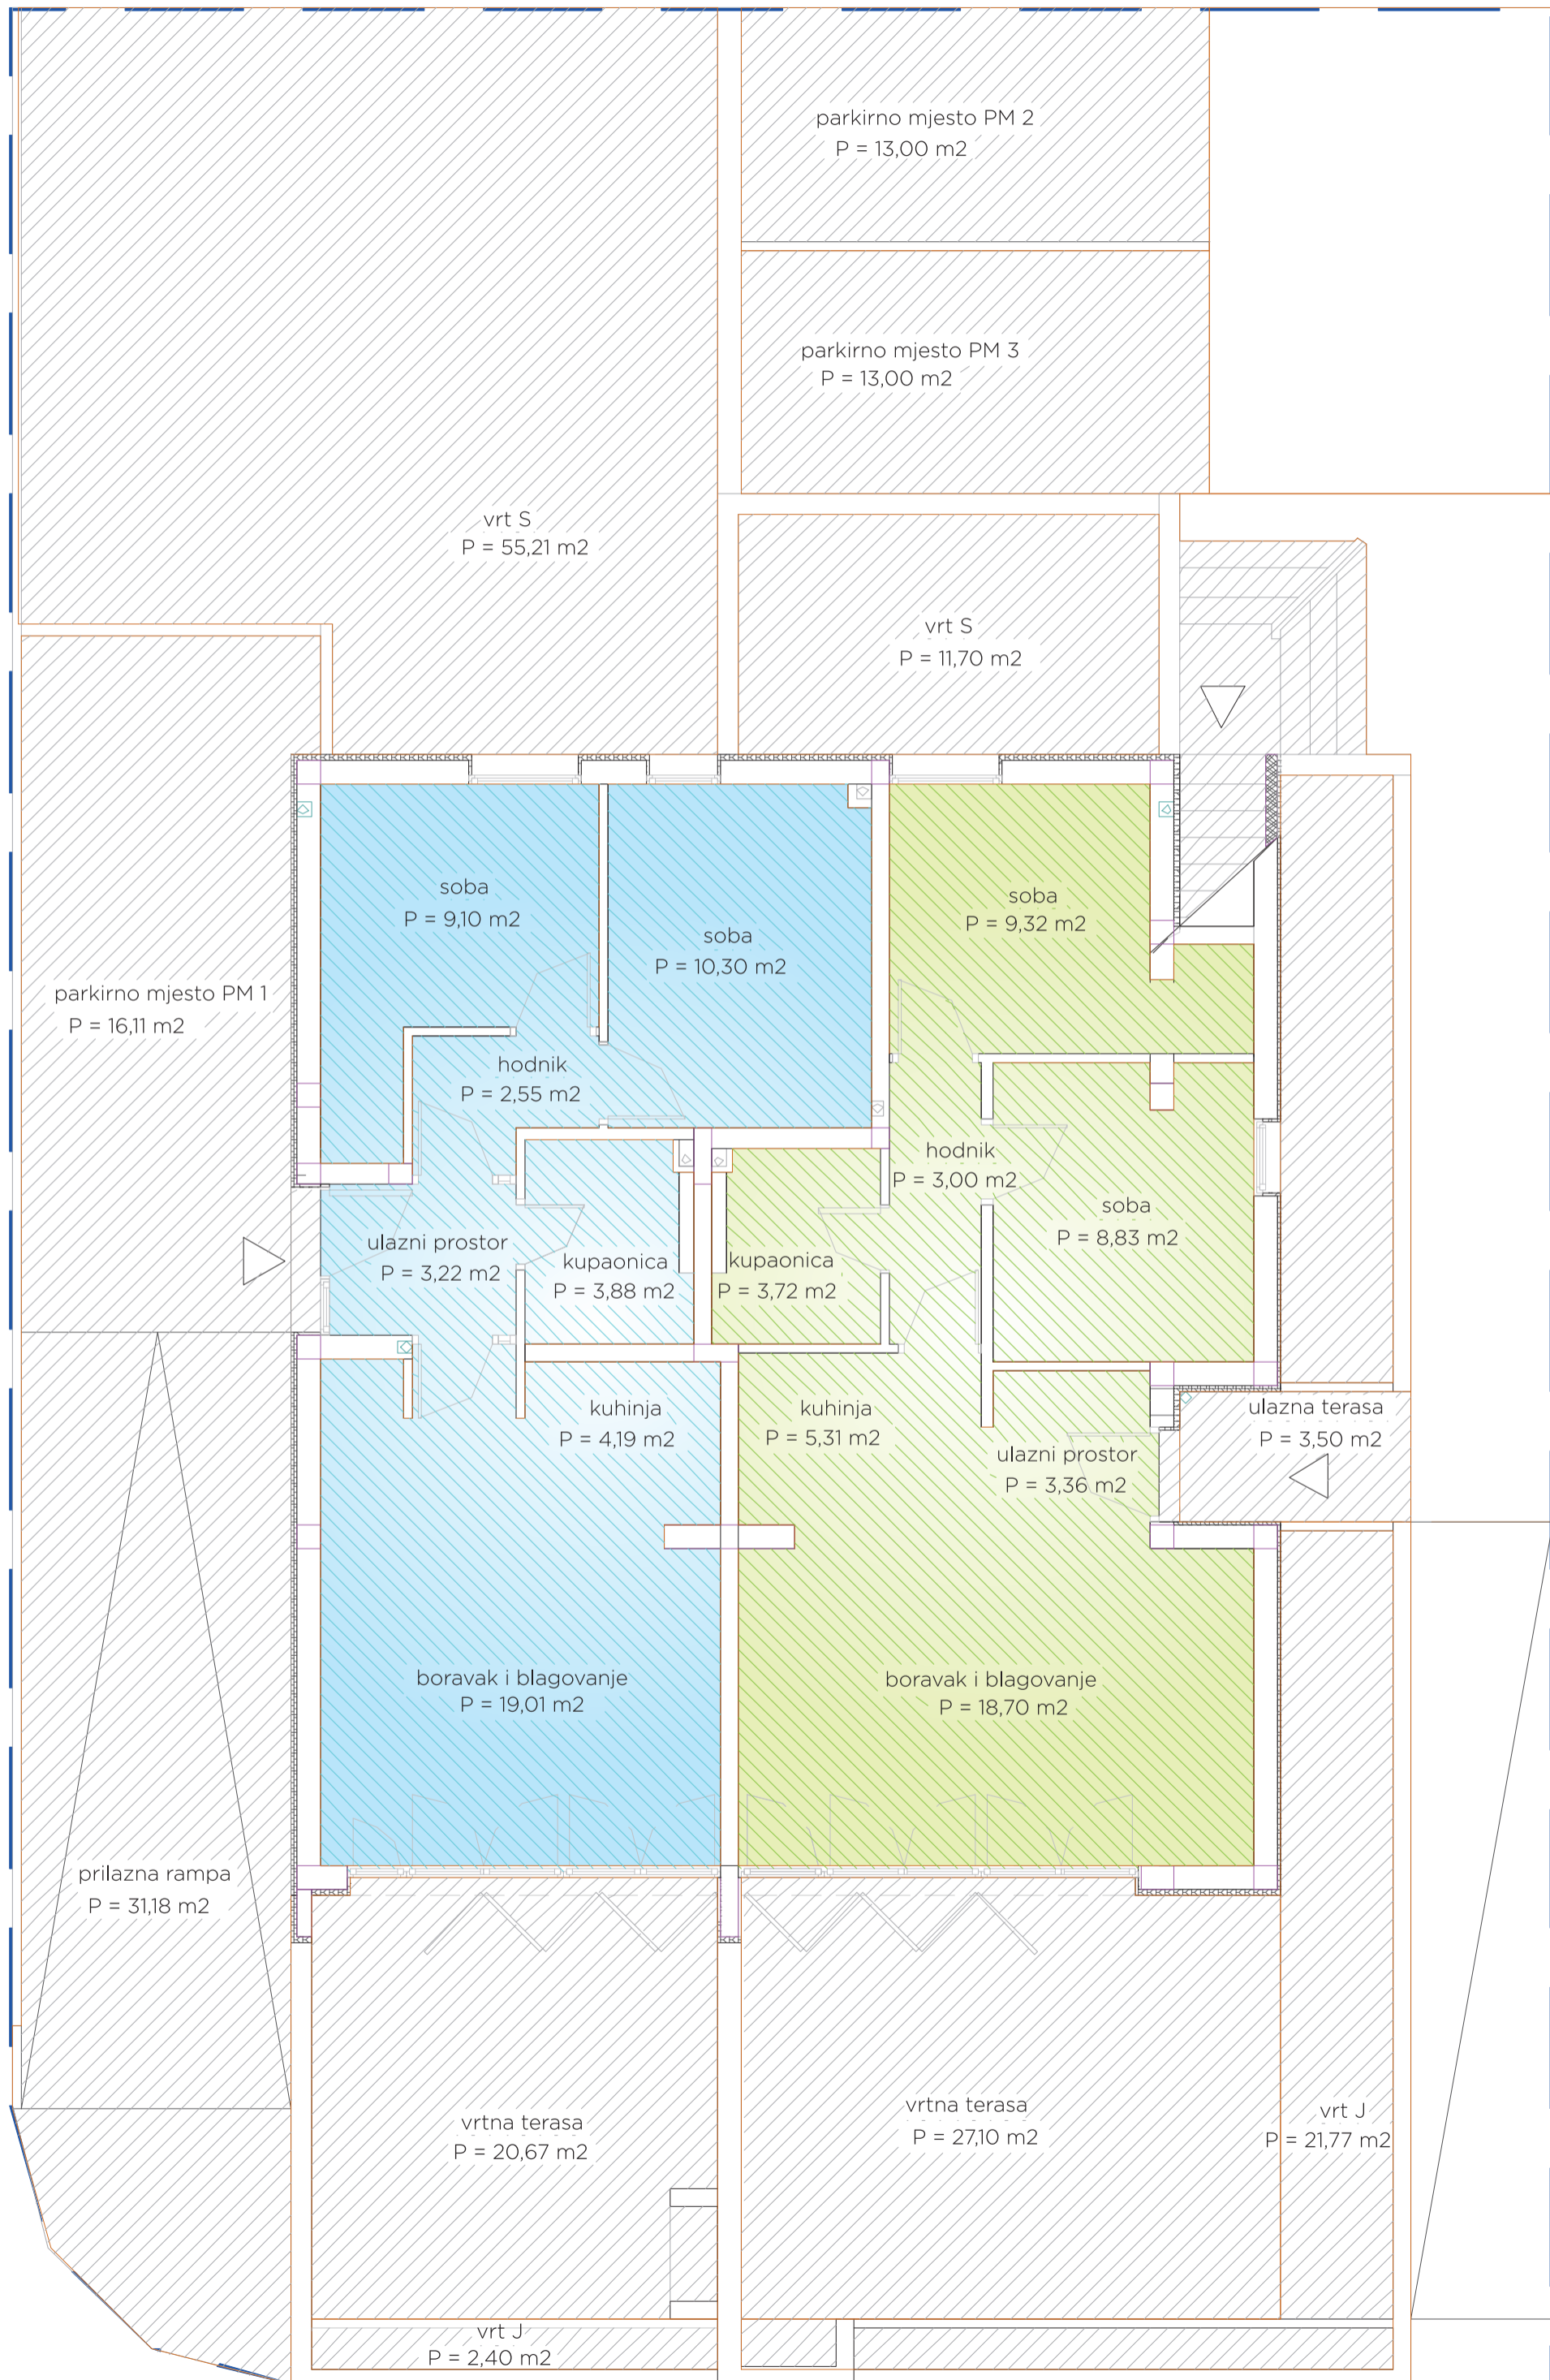 parkirno mjesto PM 2
P = 13,00 m2
parkirno mjesto PM 3
P = 13,00 m2
vrt S
P = 55,21 m2
vrt S
P = 11,70 m2
soba
P = 9,10 m2
soba
P = 10,30 m2
soba
P = 9,32 m2
parkirno mjesto PM 1
P = 16,11 m2
hodnik
P = 2,55 m2
hodnik
P = 3,00 m2
soba
P = 8,83 m2
ulazni prostor
P = 3,22 m2
kupaonica
P = 3,88 m2
kupaonica
P = 3,72 m2
kuhinja
P = 4,19 m2
kuhinja
P = 5,31 m2
ulazna terasa
P = 3,50 m2
ulazni prostor
P = 3,36 m2
boravak i blagovanje
P = 19,01 m2
boravak i blagovanje
P = 18,70 m2
prilazna rampa
P = 31,18 m2
vrtna terasa
P = 20,67 m2
vrtna terasa
P = 27,10 m2
vrt J
P = 21,77 m2
vrt J
P = 2,40 m2